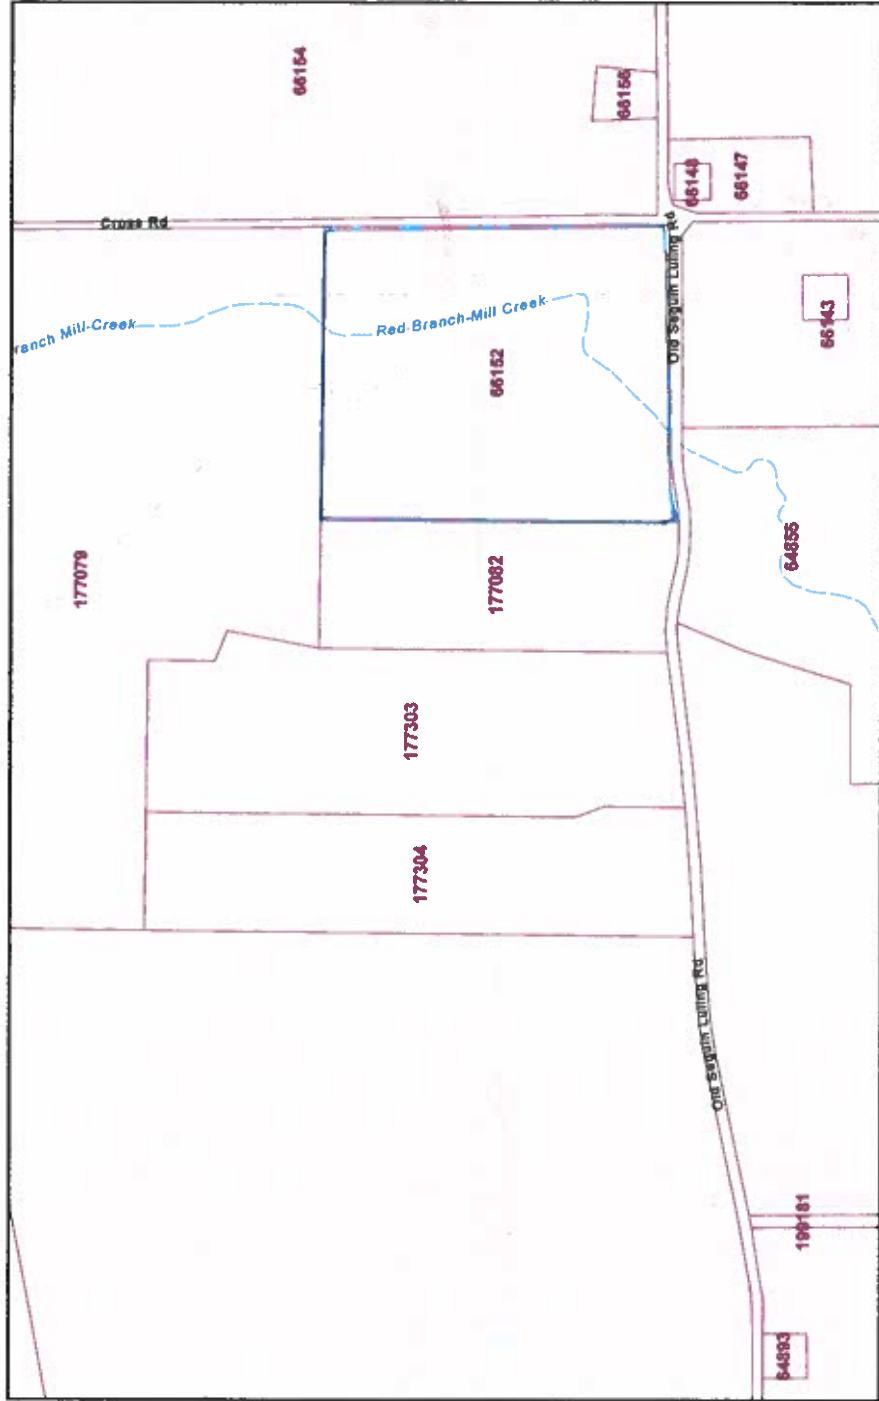 66154
66156
66148
66147
Cross Rd
Old Seguin Luling Rd
66143
ranch Mill-Creek
Red-Branch-Mill Creek
66152
64855
177079
177082
177303
177304
Old Seguin Luling Rd
199181
64893